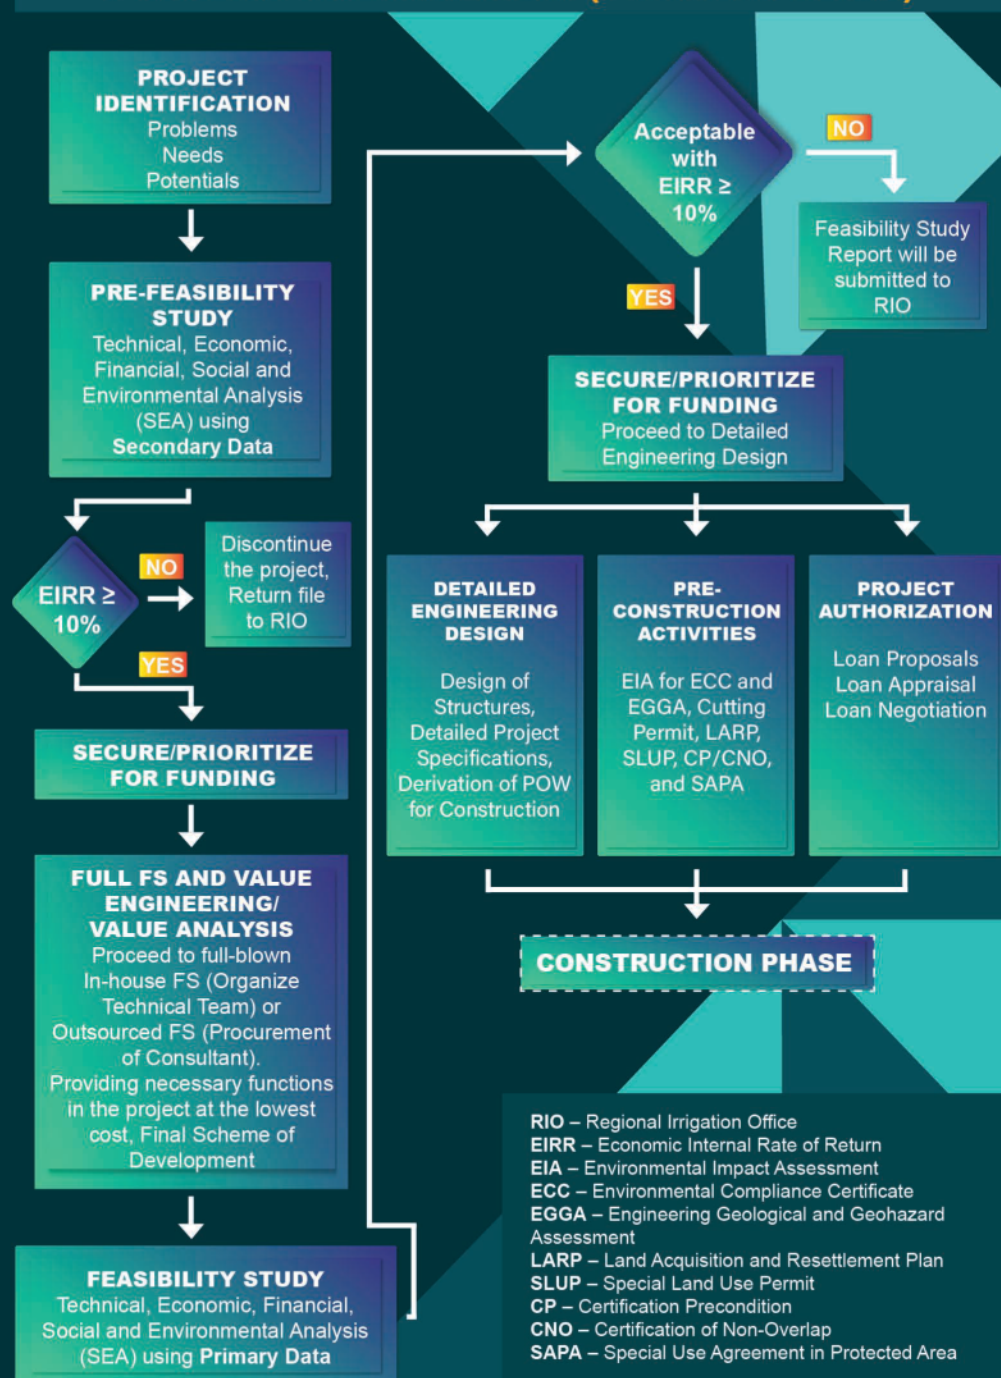 PROJECT
IDENTIFICATION
Problems
Needs
Potentials
PRE-FEASIBILITY
STUDY
Technical, Economic,
Financial, Social and
Environmental Analysis
(SEA) using
Secondary Data
EIRR ≥
10%
NO
Discontinue
the project,
Return file
to RIO
YES
SECURE/PRIORITIZE
FOR FUNDING
FULL FS AND VALUE
ENGINEERING/
VALUE ANALYSIS
Proceed to full-blown
In-house FS (Organize
Technical Team) or
Outsourced FS (Procurement
of Consultant).
Providing necessary functions
in the project at the lowest
cost, Final Scheme of
Development
FEASIBILITY STUDY
Technical, Economic, Financial,
Social and Environmental Analysis
(SEA) using Primary Data
Acceptable
with
EIRR ≥
10%
NO
Feasibility Study
Report will be
submitted to
RIO
YES
SECURE/PRIORITIZE
FOR FUNDING
Proceed to Detailed
Engineering Design
DETAILED
ENGINEERING
DESIGN
Design of
Structures,
Detailed Project
Specifications,
Derivation of POW
for Construction
PRE-
CONSTRUCTION
ACTIVITIES
EIA for ECC and
EGGA, Cutting
Permit, LARP,
SLUP, CP/CNO,
and SAPA
PROJECT
AUTHORIZATION
Loan Proposals
Loan Appraisal
Loan Negotiation
CONSTRUCTION PHASE
RIO – Regional Irrigation Office
EIRR – Economic Internal Rate of Return
EIA – Environmental Impact Assessment
ECC – Environmental Compliance Certificate
EGGA – Engineering Geological and Geohazard
Assessment
LARP – Land Acquisition and Resettlement Plan
SLUP – Special Land Use Permit
CP – Certification Precondition
CNO – Certification of Non-Overlap
SAPA – Special Use Agreement in Protected Area